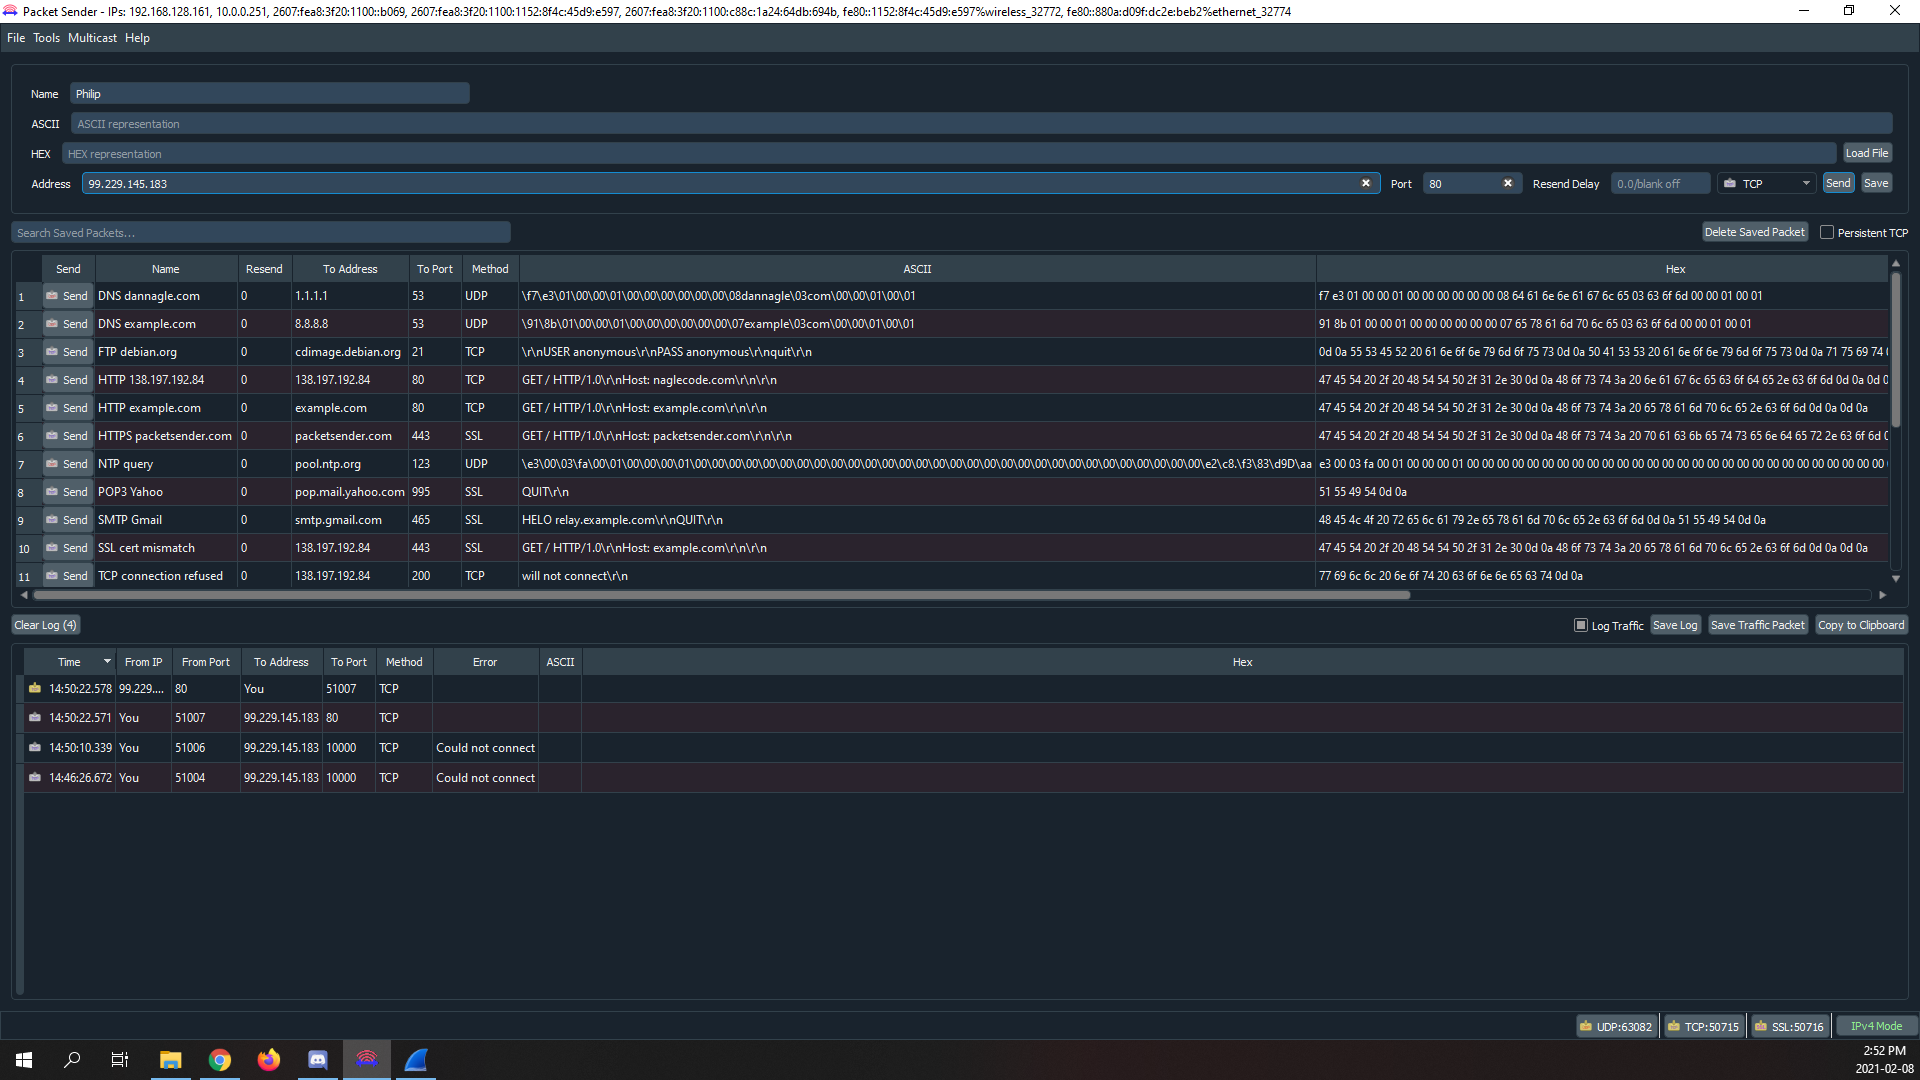 Packet Sender - IPs: 192.168.128.161, 10.0.0.251, 2607:fea8:3f20:1100::b069, 2607:fea8:3f20:1100:1152:8f4c:45d9:e597, 2607:fea8:3f20:1100:c88c:1a24:64db:694b, fe80::1152:8f4c:45d9:e597%wireless_32772, fe80::880a:d09f:dc2e:beb2%ethernet_32774
File Tools Multicast Help
Name Philip
ASCII ASCII representation
HEX HEX representation Load File
Address 99.229.145.183 Port 80 Resend Delay 0.0/blank off TCP Send Save
Search Saved Packets... Delete Saved Packet Persistent TCP
Send Name Resend To Address To Port Method ASCII Hex
1 Send DNS dannagle.com 0 1.1.1.1 53 UDP \f7\e3\01\00\00\01\00\00\00\00\00\00\08dannagle\03com\00\00\01\00\01 f7 e3 01 00 00 01 00 00 00 00 00 00 08 64 61 6e 6e 61 67 6c 65 03 63 6f 6d 00 00 01 00 01
2 Send DNS example.com 0 8.8.8.8 53 UDP \91\8b\01\00\00\01\00\00\00\00\00\00\07example\03com\00\00\01\00\01 91 8b 01 00 00 01 00 00 00 00 00 00 07 65 78 61 6d 70 6c 65 03 63 6f 6d 00 00 01 00 01
3 Send FTP debian.org 0 cdimage.debian.org 21 TCP \r\nUSER anonymous\r\nPASS anonymous\r\nquit\r\n 0d 0a 55 53 45 52 20 61 6e 6f 6e 79 6d 6f 75 73 0d 0a 50 41 53 53 20 61 6e 6f 6e 79 6d 6f 75 73 0d 0a 71 75 69 74
4 Send HTTP 138.197.192.84 0 138.197.192.84 80 TCP GET / HTTP/1.0\r\nHost: naglecode.com\r\n\r\n 47 45 54 20 2f 20 48 54 54 50 2f 31 2e 30 0d 0a 48 6f 73 74 3a 20 6e 61 67 6c 65 63 6f 64 65 2e 63 6f 6d 0d 0a 0d 0
5 Send HTTP example.com 0 example.com 80 TCP GET / HTTP/1.0\r\nHost: example.com\r\n\r\n 47 45 54 20 2f 20 48 54 54 50 2f 31 2e 30 0d 0a 48 6f 73 74 3a 20 65 78 61 6d 70 6c 65 2e 63 6f 6d 0d 0a 0d 0a
6 Send HTTPS packetsender.com 0 packetsender.com 443 SSL GET / HTTP/1.0\r\nHost: packetsender.com\r\n\r\n 47 45 54 20 2f 20 48 54 54 50 2f 31 2e 30 0d 0a 48 6f 73 74 3a 20 70 61 63 6b 65 74 73 65 6e 64 65 72 2e 63 6f 6d 0
7 Send NTP query 0 pool.ntp.org 123 UDP \e3\00\03\fa\00\01\00\00\00\01\00\00\00\00\00\00\00\00\00\00\00\00\00\00\00\00\00\00\00\00\00\00\00\00\00\00\00\00\00\00\e2\c8.\f3\83\d9D\aa e3 00 03 fa 00 01 00 00 00 01 00 00 00 00 00 00 00 00 00 00 00 00 00 00 00 00 00 00 00 00 00 00 00 00 00 00 00 00 00
8 Send POP3 Yahoo 0 pop.mail.yahoo.com 995 SSL QUIT\r\n 51 55 49 54 0d 0a
9 Send SMTP Gmail 0 smtp.gmail.com 465 SSL HELO relay.example.com\r\nQUIT\r\n 48 45 4c 4f 20 72 65 6c 61 79 2e 65 78 61 6d 70 6c 65 2e 63 6f 6d 0d 0a 51 55 49 54 0d 0a
10 Send SSL cert mismatch 0 138.197.192.84 443 SSL GET / HTTP/1.0\r\nHost: example.com\r\n\r\n 47 45 54 20 2f 20 48 54 54 50 2f 31 2e 30 0d 0a 48 6f 73 74 3a 20 65 78 61 6d 70 6c 65 2e 63 6f 6d 0d 0a 0d 0a
11 Send TCP connection refused 0 138.197.192.84 200 TCP will not connect\r\n 77 69 6c 6c 20 6e 6f 74 20 63 6f 6e 6e 65 63 74 0d 0a
Clear Log (4) Log Traffic Save Log Save Traffic Packet Copy to Clipboard
Time From IP From Port To Address To Port Method Error ASCII Hex
14:50:22.578 99.229.... 80 You 51007 TCP
14:50:22.571 You 51007 99.229.145.183 80 TCP
14:50:10.339 You 51006 99.229.145.183 10000 TCP Could not connect
14:46:26.672 You 51004 99.229.145.183 10000 TCP Could not connect
UDP:63082 TCP:50715 SSL:50716 IPv4 Mode
2:52 PM
2021-02-08